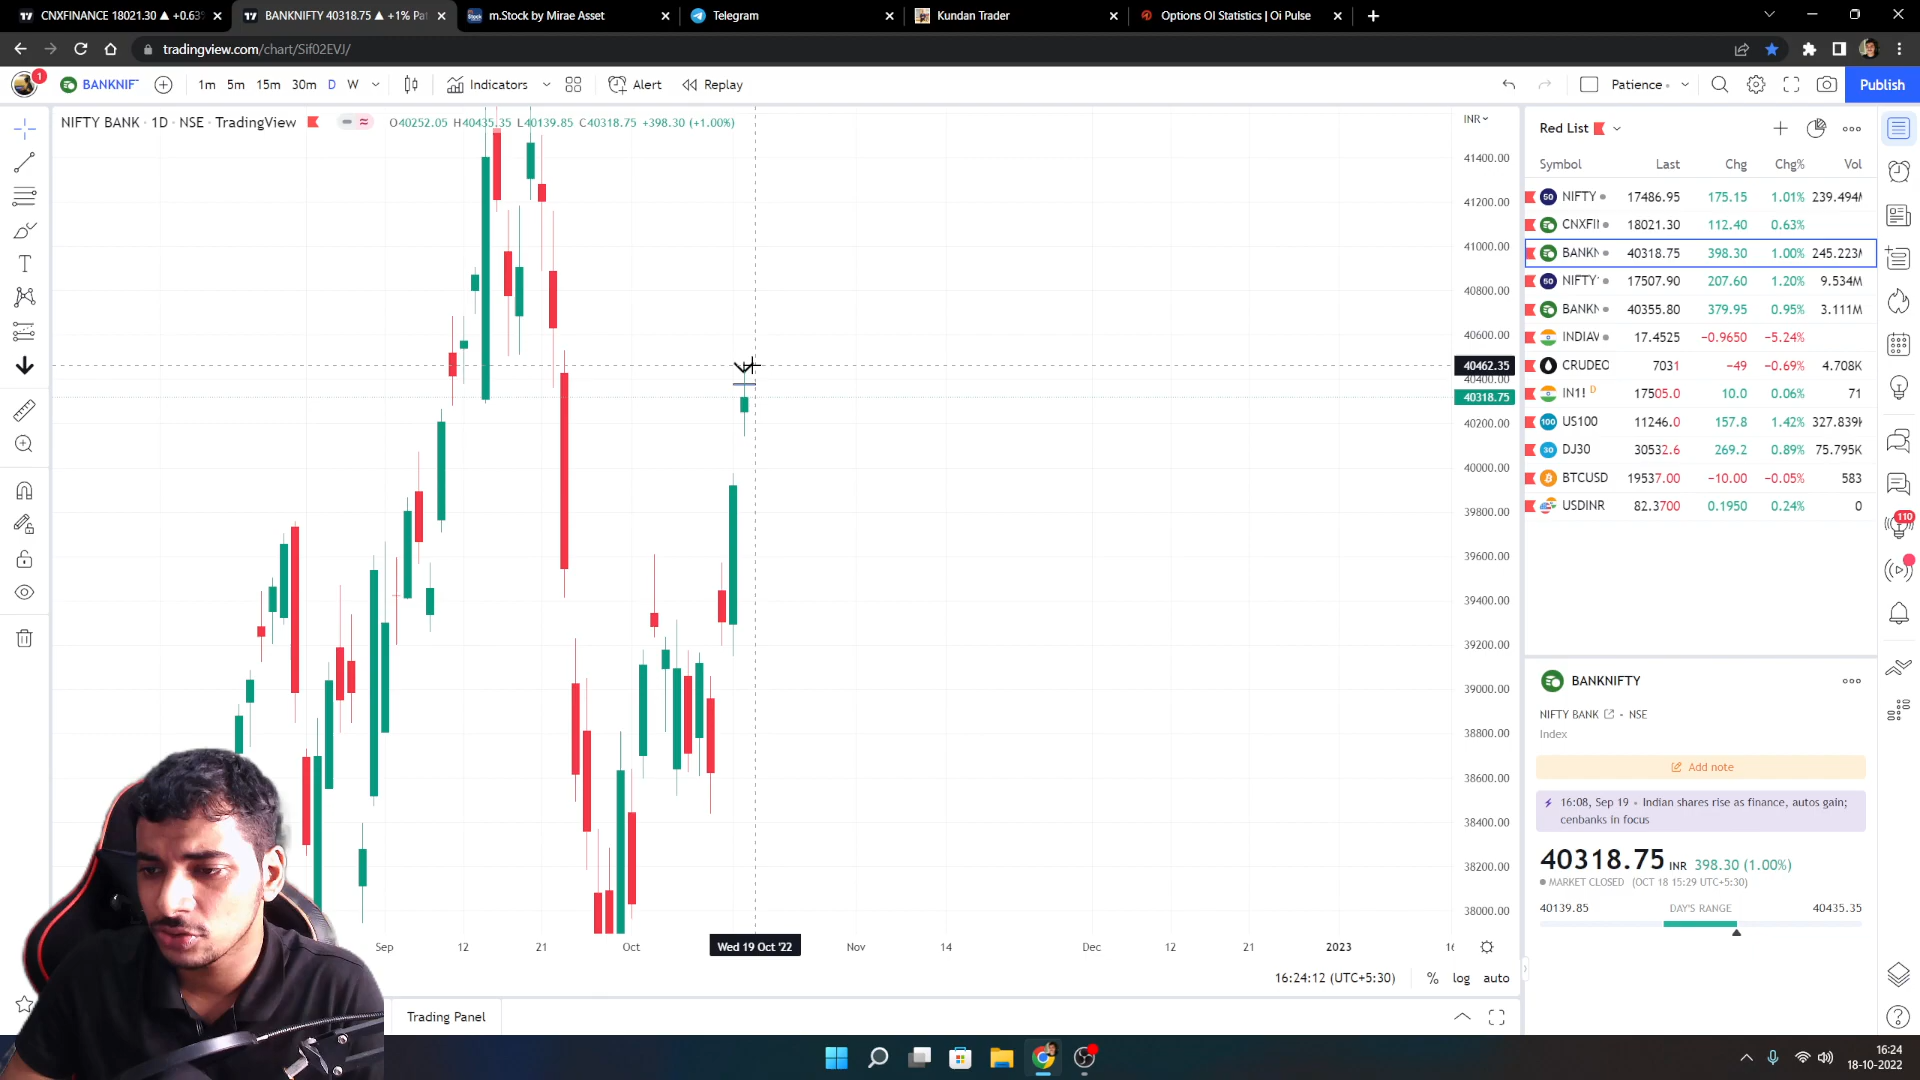 CNXFINANCE 18021.30 ▲ +0.63%
BANKNIFTY 40318.75 ▲ +1% Pat
m.Stock by Mirae Asset
Telegram
Kundan Trader
Options OI Statistics | Oi Pulse
tradingview.com/chart/Sif02EVJ/
1
BANKNIF
1m 5m 15m 30m D W
Indicators
Alert
Replay
Patience
Publish
NIFTY BANK · 1D · NSE · TradingView
O40252.05 H40435.35 L40139.85 C40318.75 +398.30 (+1.00%)
INR
41400.00
41200.00
41000.00
40800.00
40600.00
40462.35
40400.00
40318.75
40200.00
40000.00
39800.00
39600.00
39400.00
39200.00
39000.00
38800.00
38600.00
38400.00
38200.00
38000.00
Sep 12 21 Oct Wed 19 Oct '22 Nov 14 Dec 12 21 2023 16
16:24:12 (UTC+5:30) % log auto
Trading Panel
Red List
Symbol Last Chg Chg% Vol
50 NIFTY 17486.95 175.15 1.01% 239.494M
CNXFI 18021.30 112.40 0.63%
BANKN 40318.75 398.30 1.00% 245.223M
50 NIFTY 17507.90 207.60 1.20% 9.534M
BANKN 40355.80 379.95 0.95% 3.111M
INDIAV 17.4525 −0.9650 −5.24%
CRUDEO 7031 −49 −0.69% 4.708K
IN1! D 17505.0 10.0 0.06% 71
100 US100 11246.0 157.8 1.42% 327.839K
30 DJ30 30532.6 269.2 0.89% 75.795K
BTCUSD 19537.00 −10.00 −0.05% 583
USDINR 82.3700 0.1950 0.24% 0
110
BANKNIFTY
NIFTY BANK • NSE
Index
Add note
16:08, Sep 19 • Indian shares rise as finance, autos gain;
cenbanks in focus
40318.75 INR 398.30 (1.00%)
MARKET CLOSED (OCT 18 15:29 UTC+5:30)
40139.85 DAY'S RANGE 40435.35
16:24
18-10-2022